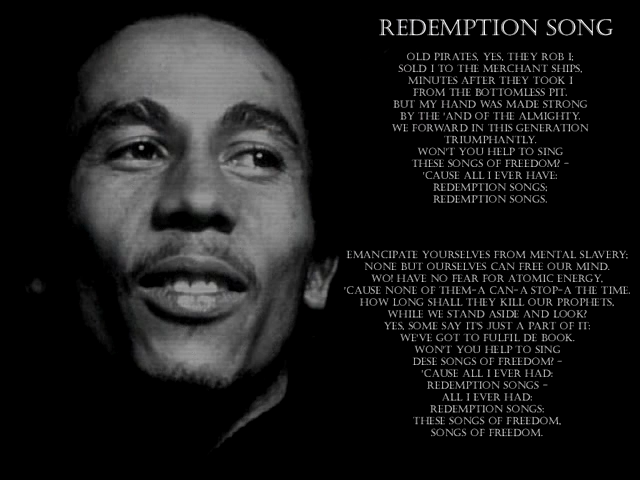 REDEMPTION SONG
OLD PIRATES, YES, THEY ROB I;
SOLD I TO THE MERCHANT SHIPS,
MINUTES AFTER THEY TOOK I
FROM THE BOTTOMLESS PIT.
BUT MY HAND WAS MADE STRONG
BY THE 'AND OF THE ALMIGHTY.
WE FORWARD IN THIS GENERATION
TRIUMPHANTLY.
WON'T YOU HELP TO SING
THESE SONGS OF FREEDOM? -
'CAUSE ALL I EVER HAVE:
REDEMPTION SONGS;
REDEMPTION SONGS.
EMANCIPATE YOURSELVES FROM MENTAL SLAVERY;
NONE BUT OURSELVES CAN FREE OUR MIND.
WO! HAVE NO FEAR FOR ATOMIC ENERGY,
'CAUSE NONE OF THEM-A CAN-A STOP-A THE TIME.
HOW LONG SHALL THEY KILL OUR PROPHETS,
WHILE WE STAND ASIDE AND LOOK?
YES, SOME SAY IT'S JUST A PART OF IT:
WE'VE GOT TO FULFIL DE BOOK.
WON'T YOU HELP TO SING
DESE SONGS OF FREEDOM? -
'CAUSE ALL I EVER HAD:
REDEMPTION SONGS -
ALL I EVER HAD:
REDEMPTION SONGS:
THESE SONGS OF FREEDOM,
SONGS OF FREEDOM.